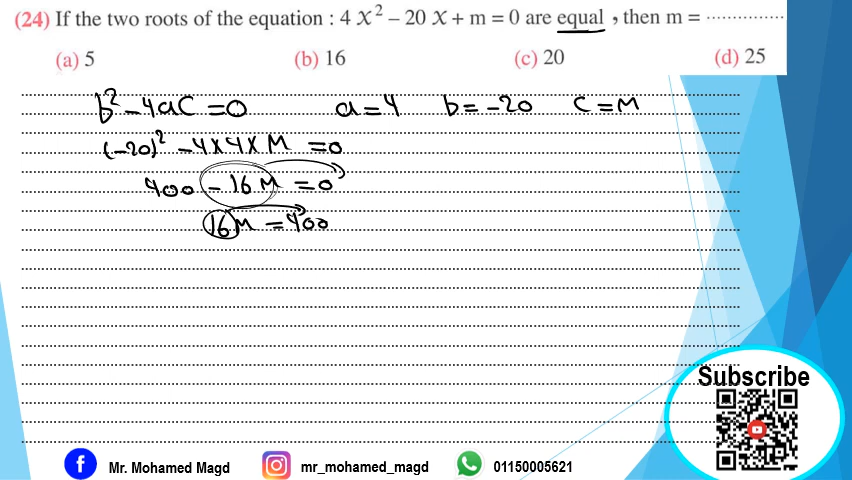 (24) If the two roots of the equation : 4 X² – 20 X + m = 0 are equal , then m = ................
(a) 5 (b) 16 (c) 20 (d) 25
b² – 4ac = 0 a = 4 b = –20 c = M
(–20)² – 4 × 4 × M = 0
400 – 16 M = 0
16M = 400
Subscribe
Mr. Mohamed Magd mr_mohamed_magd 01150005621